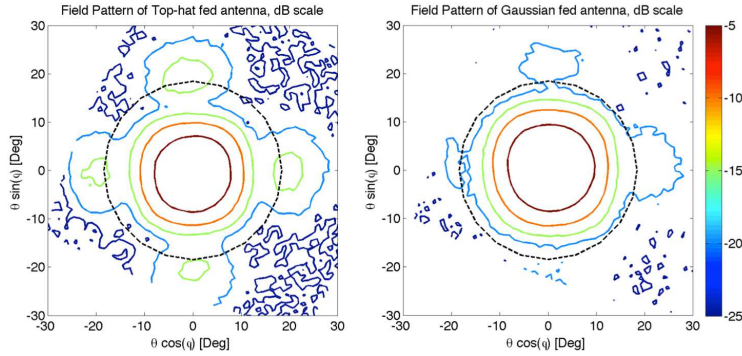 Field Pattern of Top-hat fed antenna, dB scale
30
20
10
0
-10
-20
-30
θ sin(φ) [Deg]
-30 -20 -10 0 10 20 30
θ cos(φ) [Deg]
Field Pattern of Gaussian fed antenna, dB scale
30
20
10
0
-10
-20
-30
θ sin(φ) [Deg]
-30 -20 -10 0 10 20 30
θ cos(φ) [Deg]
-5
-10
-15
-20
-25